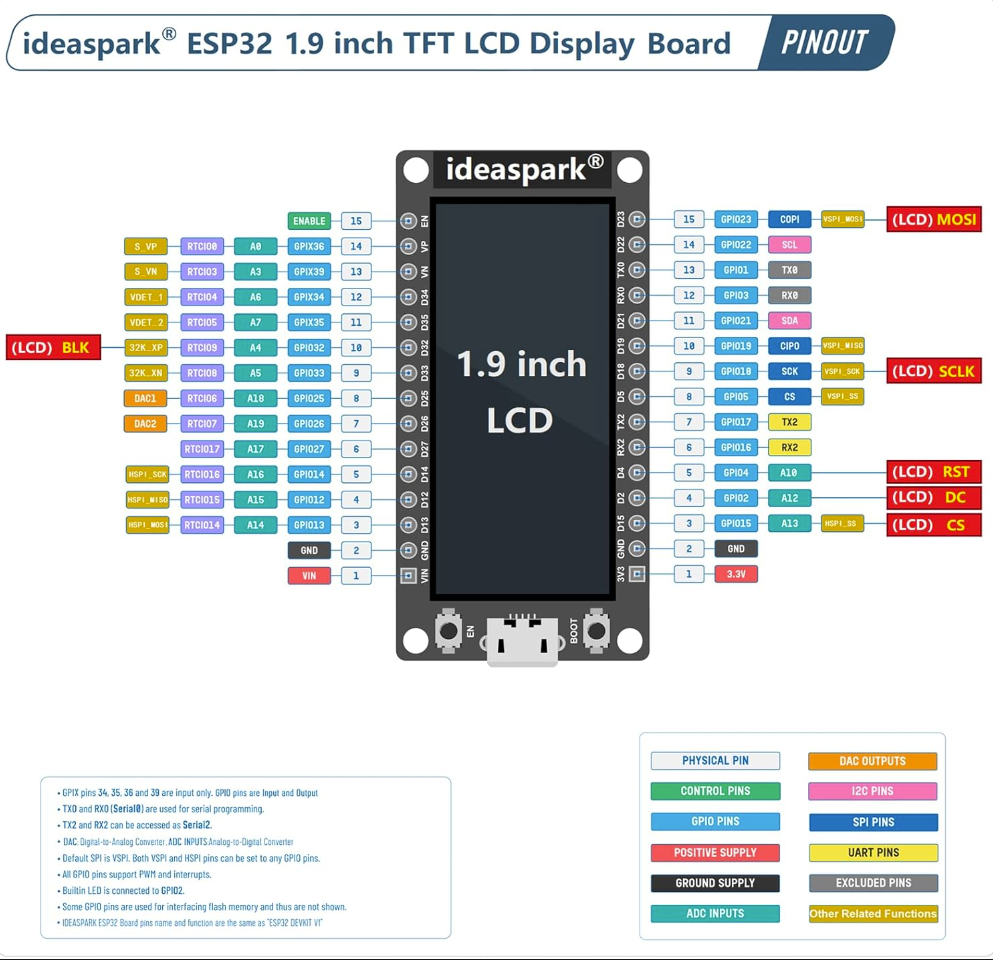 ideaspark® ESP32 1.9 inch TFT LCD Display Board PINOUT
ideaspark®
1.9 inch
LCD
ENABLE 15 EN
S_VP RTCIO0 A0 GPIX36 14 VP
S_VN RTCIO3 A3 GPIX39 13 VN
VDET_1 RTCIO4 A6 GPIX34 12 D34
VDET_2 RTCIO5 A7 GPIX35 11 D35
(LCD) BLK 32K_XP RTCIO9 A4 GPIO32 10 D32
32K_XN RTCIO8 A5 GPIO33 9 D33
DAC1 RTCIO6 A18 GPIO25 8 D25
DAC2 RTCIO7 A19 GPIO26 7 D26
RTCIO17 A17 GPIO27 6 D27
HSPI_SCK RTCIO16 A16 GPIO14 5 D14
HSPI_MISO RTCIO15 A15 GPIO12 4 D12
HSPI_MOSI RTCIO14 A14 GPIO13 3 D13
GND 2 GND
VIN 1 VIN
D23 15 GPIO23 COPI VSPI_MOSI (LCD) MOSI
D22 14 GPIO22 SCL
TX0 13 GPIO1 TX0
RX0 12 GPIO3 RX0
D21 11 GPIO21 SDA
D19 10 GPIO19 CIPO VSPI_MISO
D18 9 GPIO18 SCK VSPI_SCK (LCD) SCLK
D5 8 GPIO5 CS VSPI_SS
TX2 7 GPIO17 TX2
RX2 6 GPIO16 RX2
D4 5 GPIO4 A10 (LCD) RST
D2 4 GPIO2 A12 (LCD) DC
D15 3 GPIO15 A13 HSPI_SS (LCD) CS
GND 2 GND
3V3 1 3.3V
EN
BOOT
• GPIX pins 34, 35, 36 and 39 are input only. GPIO pins are Input and Output
• TX0 and RX0 (Serial0) are used for serial programming.
• TX2 and RX2 can be accessed as Serial2.
• DAC: Digital-to-Analog Converter, ADC INPUTS:Analog-to-Digital Converter
• Default SPI is VSPI. Both VSPI and HSPI pins can be set to any GPIO pins.
• All GPIO pins support PWM and interrupts.
• Builtin LED is connected to GPIO2.
• Some GPIO pins are used for interfacing flash memory and thus are not shown.
• IDEASPARK ESP32 Board pins name and function are the same as "ESP32 DEVKIT V1"
PHYSICAL PIN DAC OUTPUTS
CONTROL PINS I2C PINS
GPIO PINS SPI PINS
POSITIVE SUPPLY UART PINS
GROUND SUPPLY EXCLUDED PINS
ADC INPUTS Other Related Functions